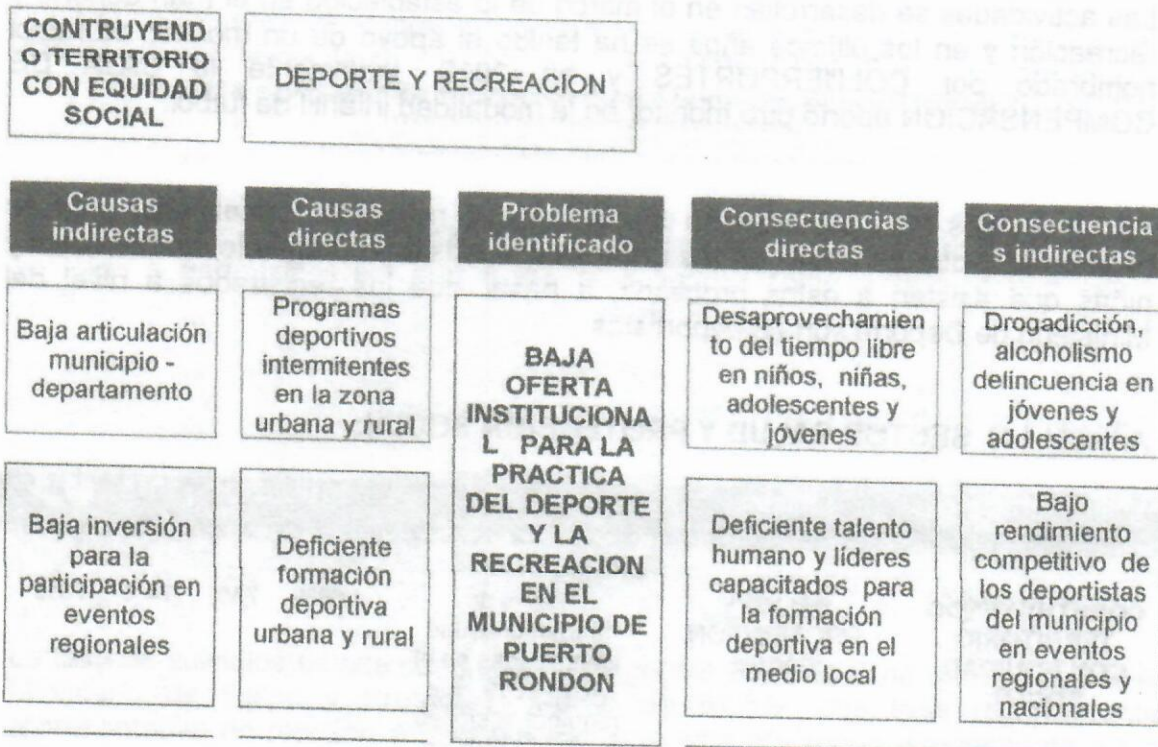 CONTRUYEND
O TERRITORIO
CON EQUIDAD
SOCIAL
DEPORTE Y RECREACION
Causas
indirectas
Causas
directas
Problema
identificado
Consecuencias
directas
Consecuencia
s indirectas
Baja articulación
municipio -
departamento
Programas
deportivos
intermitentes
en la zona
urbana y rural
BAJA
OFERTA
INSTITUCIONA
L PARA LA
PRACTICA
DEL DEPORTE
Y LA
RECREACION
EN EL
MUNICIPIO DE
PUERTO
RONDON
Desaprovechamien
to del tiempo libre
en niños, niñas,
adolescentes y
jóvenes
Drogadicción,
alcoholismo
delincuencia en
jóvenes y
adolescentes
Baja inversión
para la
participación en
eventos
regionales
Deficiente
formación
deportiva
urbana y rural
Deficiente talento
humano y líderes
capacitados para
la formación
deportiva en el
medio local
Bajo
rendimiento
competitivo de
los deportistas
del municipio
en eventos
regionales y
nacionales